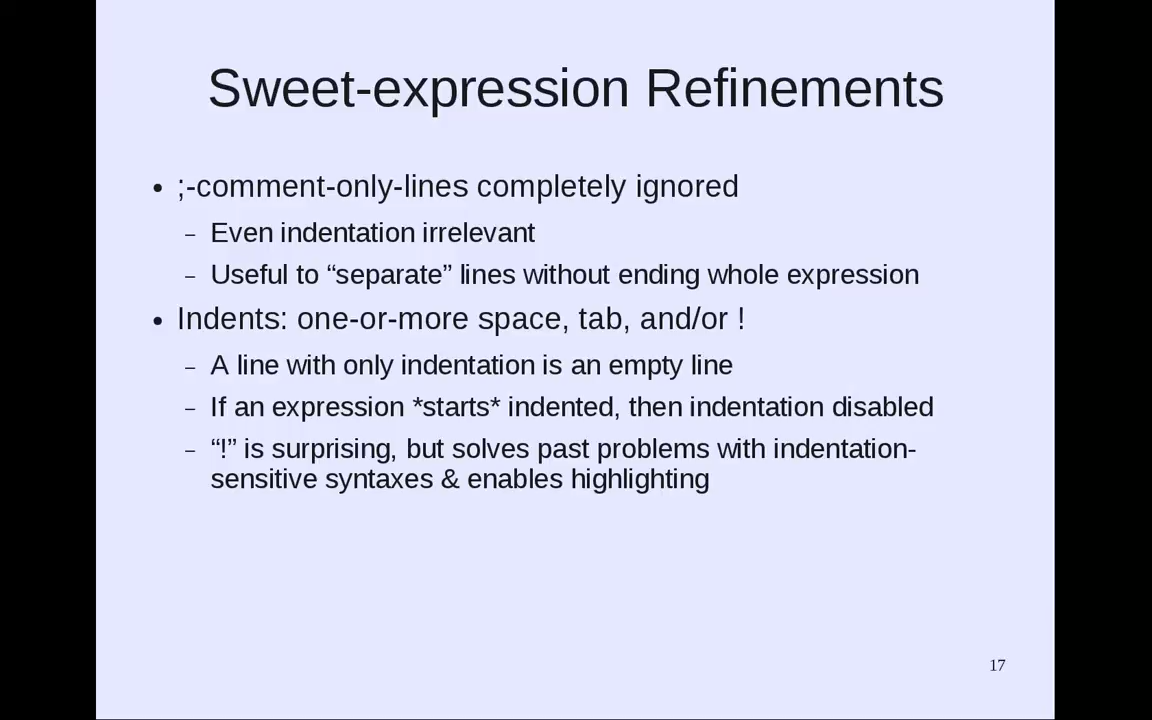 Sweet-expression Refinements
• ;-comment-only-lines completely ignored
– Even indentation irrelevant
– Useful to “separate” lines without ending whole expression
• Indents: one-or-more space, tab, and/or !
– A line with only indentation is an empty line
– If an expression *starts* indented, then indentation disabled
– “!” is surprising, but solves past problems with indentation-
sensitive syntaxes & enables highlighting
17